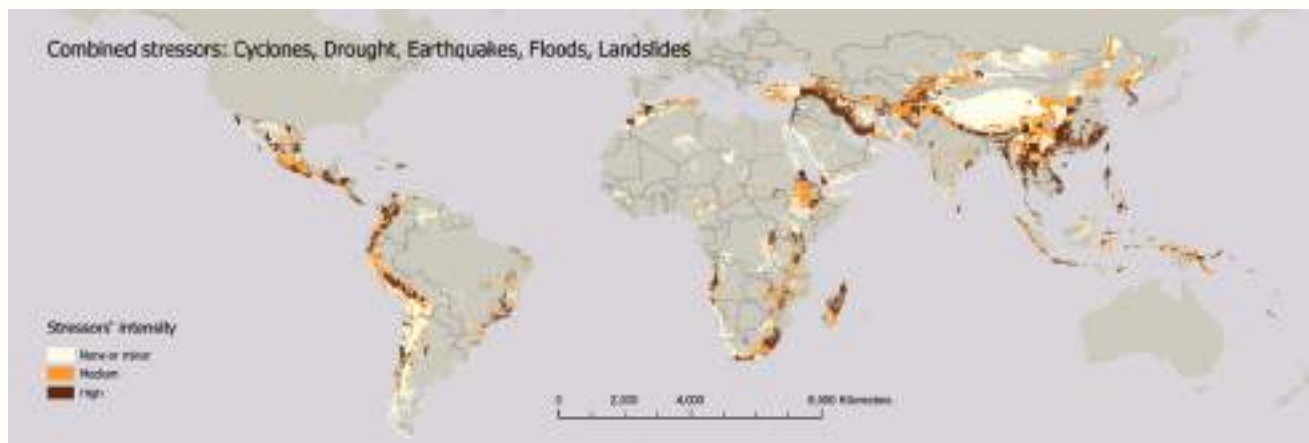 Combined stressors: Cyclones, Drought, Earthquakes, Floods, Landslides
Stressors' intensity
None or minor
Medium
High
0 2,000 4,000 8,000 Kilometers